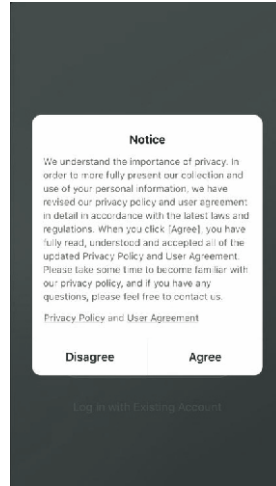 Notice
We understand the importance of privacy. In
order to more fully present our collection and
use of your personal information, we have
revised our privacy policy and user agreement
in detail in accordance with the latest laws and
regulations. When you click [Agree], you have
fully read, understood and accepted all of the
updated Privacy Policy and User Agreement.
Please take some time to become familiar with
our privacy policy, and if you have any
questions, please feel free to contact us.
Privacy Policy and User Agreement
Disagree Agree
Log in with Existing Account